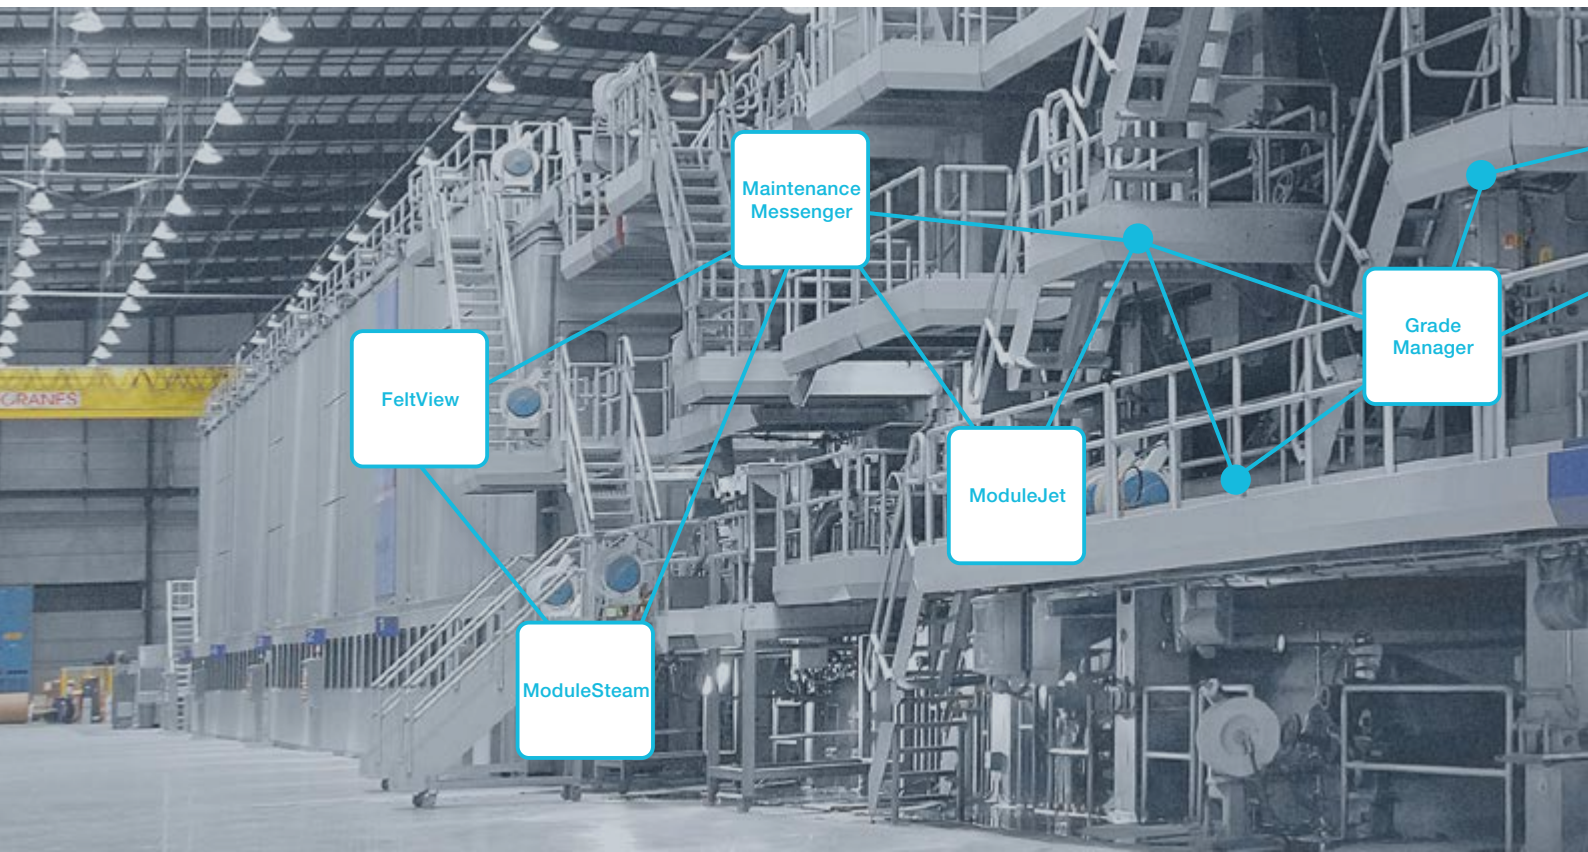 Maintenance
Messenger
Grade
Manager
FeltView
CRANES
ModuleJet
ModuleSteam